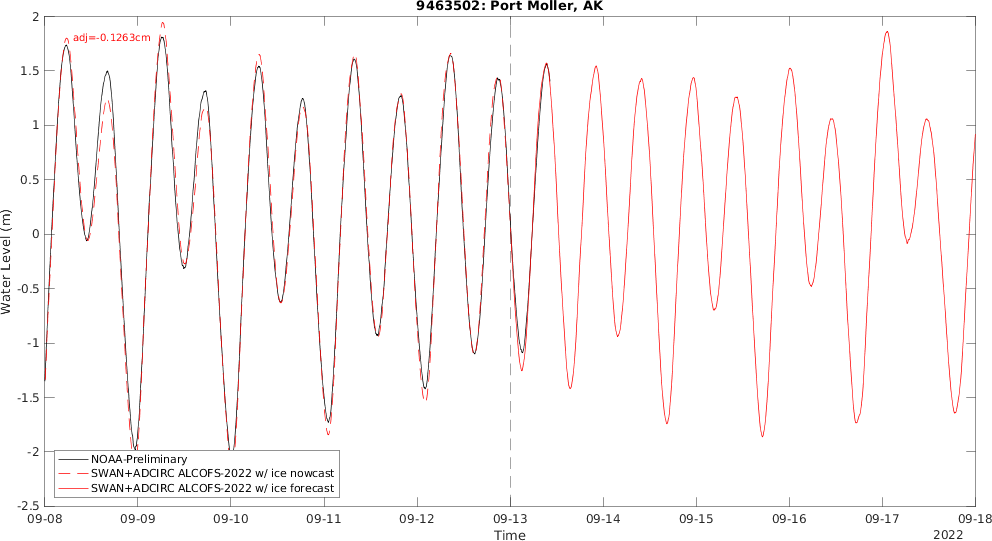 9463502: Port Moller, AK
2
adj=-0.1263cm
1.5
1
0.5
0
-0.5
-1
-1.5
-2
-2.5
Water Level (m)
NOAA-Preliminary
SWAN+ADCIRC ALCOFS-2022 w/ ice nowcast
SWAN+ADCIRC ALCOFS-2022 w/ ice forecast
09-08 09-09 09-10 09-11 09-12 09-13 09-14 09-15 09-16 09-17 09-18
Time
2022